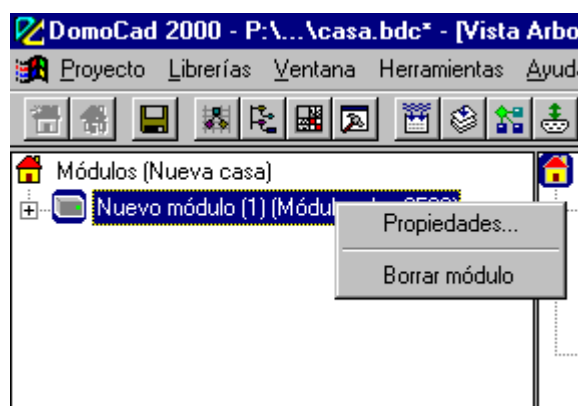 DomoCad 2000 - P:\...\casa.bdc* - [Vista Arbo
Proyecto Librerías Ventana Herramientas Ayud
Módulos (Nueva casa)
Nuevo módulo (1) (Módul
Propiedades...
Borrar módulo